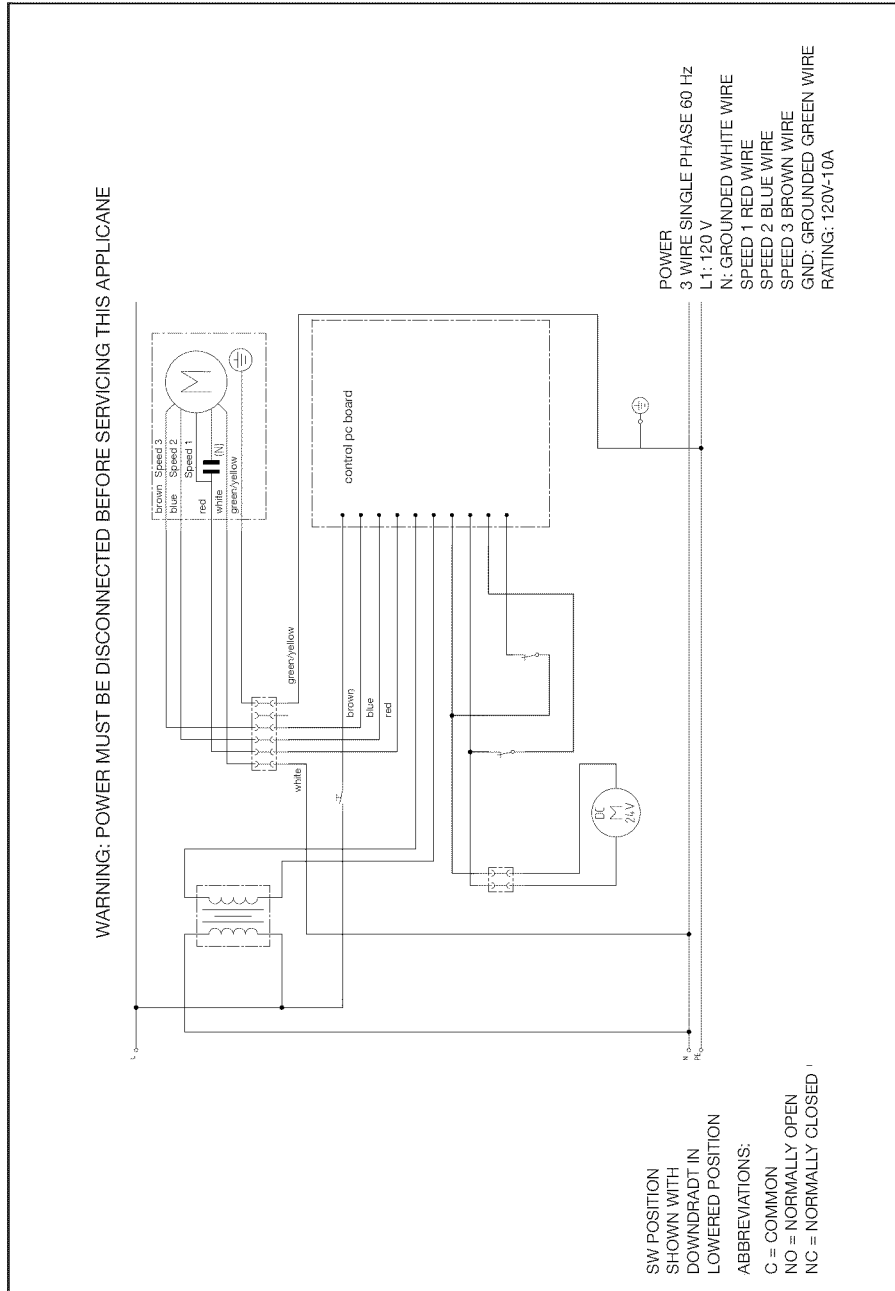 WARNING: POWER MUST BE DISCONNECTED BEFORE SERVICING THIS APPLICANE
L
brown Speed 3
blue Speed 2
Speed 1
red
(N)
white
green/yellow
M
green/yellow
brown
blue
red
white
control pc board
DC
M
24V
N
PE
SW POSITION
SHOWN WITH
DOWNDRADT IN
LOWERED POSITION
ABBREVIATIONS:
C = COMMON
NO = NORMALLY OPEN
NC = NORMALLY CLOSED
POWER
3 WIRE SINGLE PHASE 60 Hz
L1: 120 V
N: GROUNDED WHITE WIRE
SPEED 1 RED WIRE
SPEED 2 BLUE WIRE
SPEED 3 BROWN WIRE
GND: GROUNDED GREEN WIRE
RATING: 120V-10A